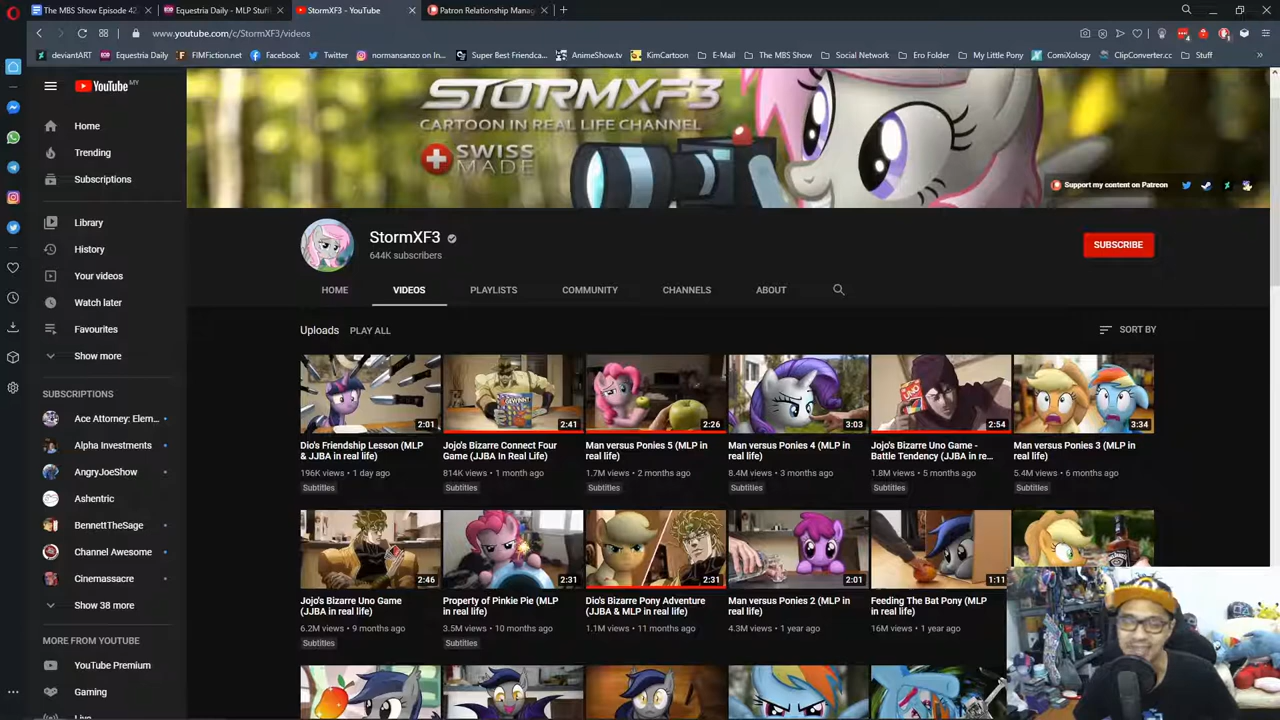 The MBS Show Episode 42
Equestria Daily - MLP Stuff!
StormXF3 - YouTube
Patron Relationship Manag
www.youtube.com/c/StormXF3/videos
deviantART
Equestria Daily
FIMFiction.net
Facebook
Twitter
normansanzo on Inst...
Super Best Friendca...
AnimeShow.tv
KimCartoon
E-Mail
The MBS Show
Social Network
Ero Folder
My Little Pony
ComiXology
ClipConverter.cc
Stuff
YouTube MY
Home
Trending
Subscriptions
Library
History
Your videos
Watch later
Favourites
Show more
SUBSCRIPTIONS
Ace Attorney: Elem...
Alpha Investments
AngryJoeShow
Ashentric
BennettTheSage
Channel Awesome
Cinemassacre
Show 38 more
MORE FROM YOUTUBE
YouTube Premium
Gaming
Live
STORMXF3
CARTOON IN REAL LIFE CHANNEL
SWISS
MADE
Support my content on Patreon
StormXF3
644K subscribers
SUBSCRIBE
HOME
VIDEOS
PLAYLISTS
COMMUNITY
CHANNELS
ABOUT
Uploads PLAY ALL
SORT BY
2:01
Dio's Friendship Lesson (MLP
& JJBA in real life)
196K views • 1 day ago
Subtitles
GEWINNT
2:41
Jojo's Bizarre Connect Four
Game (JJBA In Real Life)
814K views • 1 month ago
Subtitles
2:26
Man versus Ponies 5 (MLP in
real life)
1.7M views • 2 months ago
Subtitles
3:03
Man versus Ponies 4 (MLP in
real life)
8.4M views • 3 months ago
Subtitles
UNO
2:54
Jojo's Bizarre Uno Game -
Battle Tendency (JJBA in re...
1.8M views • 5 months ago
Subtitles
3:34
Man versus Ponies 3 (MLP in
real life)
5.4M views • 6 months ago
Subtitles
2:46
Jojo's Bizarre Uno Game
(JJBA in real life)
6.2M views • 9 months ago
Subtitles
2:31
Property of Pinkie Pie (MLP
in real life)
3.5M views • 10 months ago
Subtitles
2:31
Dio's Bizarre Pony Adventure
(JJBA & MLP in real life)
1.1M views • 11 months ago
2:01
Man versus Ponies 2 (MLP in
real life)
4.3M views • 1 year ago
1:11
Feeding The Bat Pony (MLP
in real life)
16M views • 1 year ago